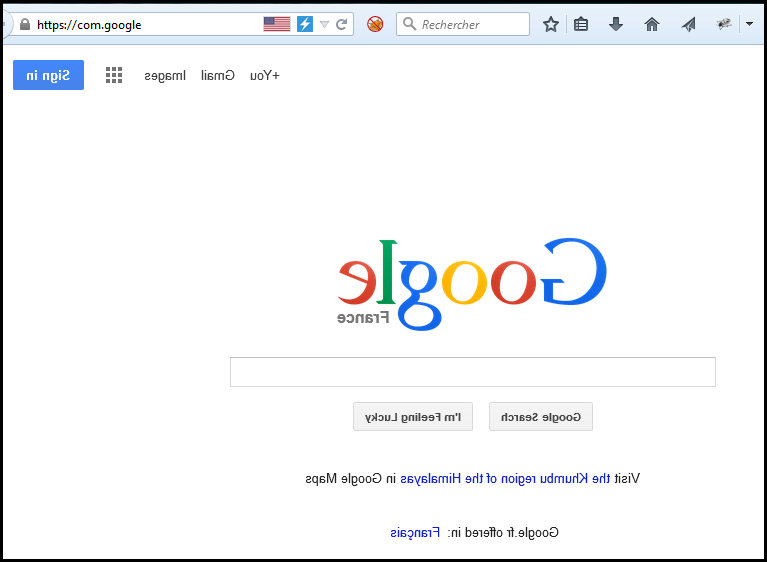 https://com.google
Rechercher
+You Gmail Images Sign in
Google
France
Google Search I'm Feeling Lucky
Visit the Khumbu region of the Himalayas in Google Maps
Google.fr offered in: Français